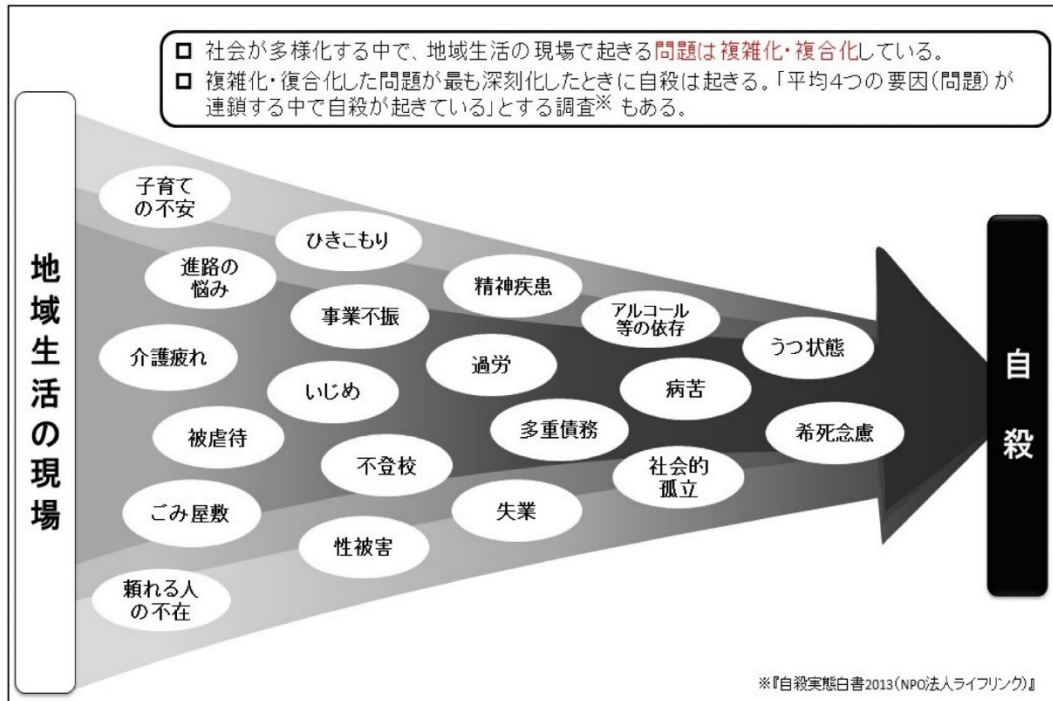 □ 社会が多様化する中で、地域生活の現場で起きる問題は複雑化・複合化している。
□ 複雑化・復合化した問題が最も深刻化したときに自殺は起きる。「平均4つの要因(問題)が
連鎖する中で自殺が起きている」とする調査※ もある。
地域生活の現場
子育て
の不安
進路の
悩み
介護疲れ
被虐待
ごみ屋敷
頼れる人
の不在
ひきこもり
事業不振
いじめ
不登校
性被害
精神疾患
過労
多重債務
失業
アルコール
等の依存
病苦
社会的
孤立
うつ状態
希死念慮
自殺
※『自殺実態白書2013(NPO法人ライフリンク)』